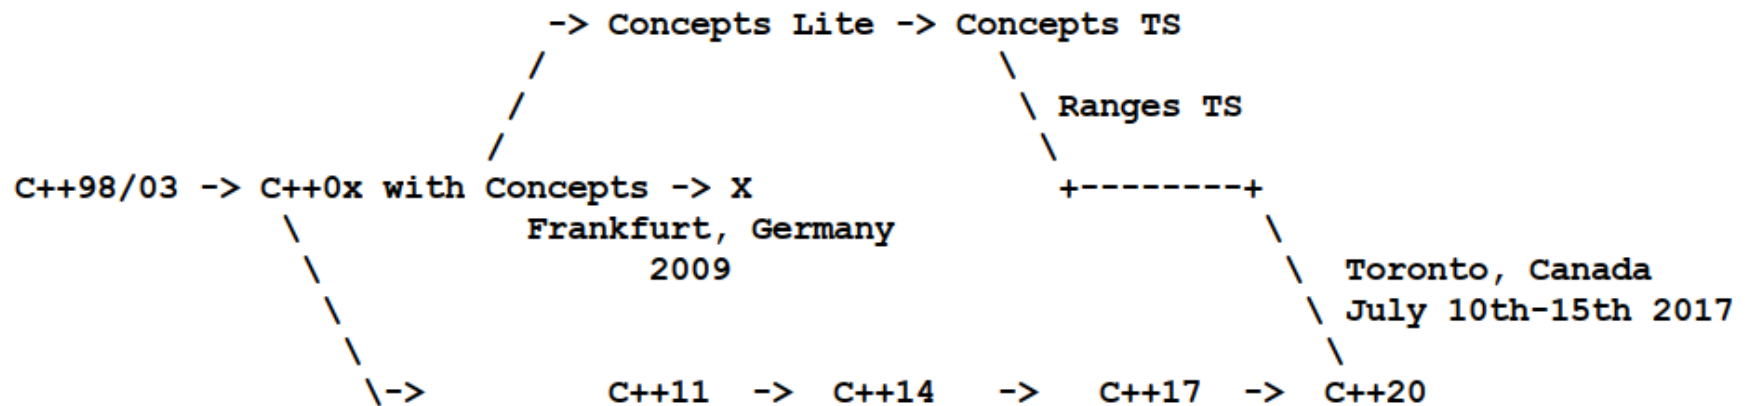 -> Concepts Lite -> Concepts TS
/ \
/ \ Ranges TS
/ \
C++98/03 -> C++0x with Concepts -> X +--------+
\ Frankfurt, Germany \
\ 2009 \ Toronto, Canada
\ \ July 10th-15th 2017
\ \
\-> C++11 -> C++14 -> C++17 -> C++20